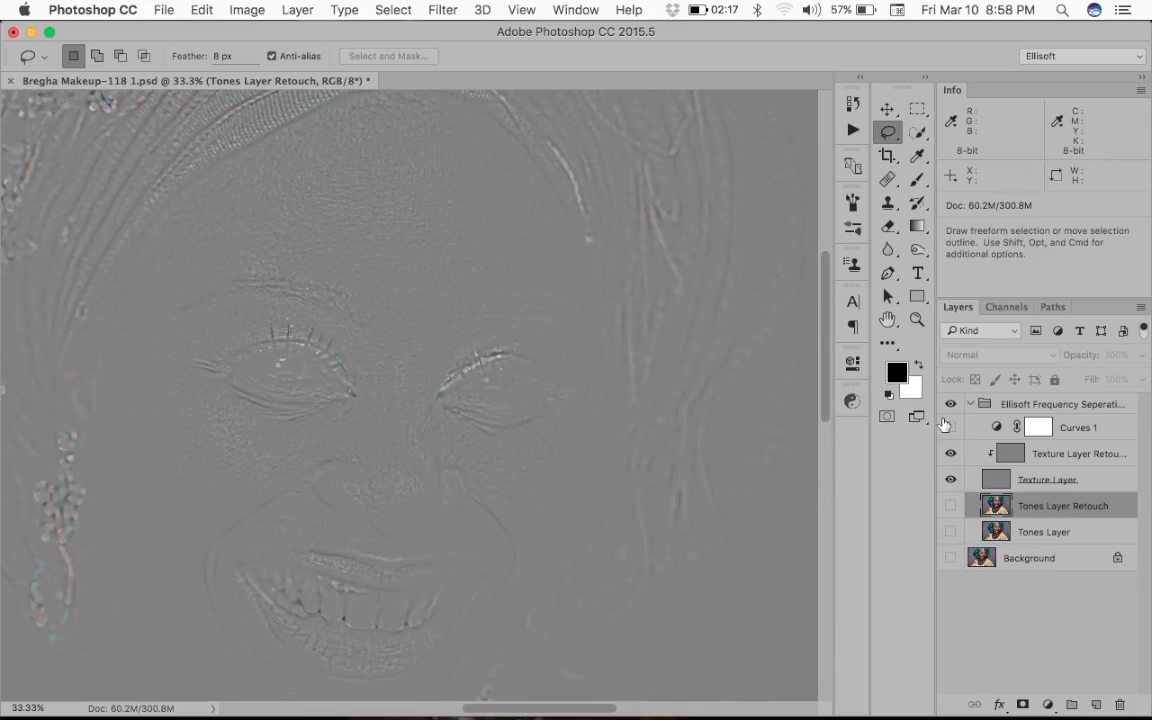 Photoshop CC File Edit Image Layer Type Select Filter 3D View Window Help 02:17 57% Fri Mar 10 8:58 PM
Adobe Photoshop CC 2015.5
Feather: 8 px Anti-alias Select and Mask... Ellisoft
× Bregha Makeup-118 1.psd @ 33.3% (Tones Layer Retouch, RGB/8*) *
Info
R: C:
G: M:
B: Y:
K:
8-bit 8-bit
X: W:
Y: H:
Doc: 60.2M/300.8M
Draw freeform selection or move selection
outline. Use Shift, Opt, and Cmd for
additional options.
Layers Channels Paths
Kind
Normal Opacity: 100%
Lock: Fill: 100%
Ellisoft Frequency Seperati...
Curves 1
Texture Layer Retou...
Texture Layer
Tones Layer Retouch
Tones Layer
Background
33.33% Doc: 60.2M/300.8M